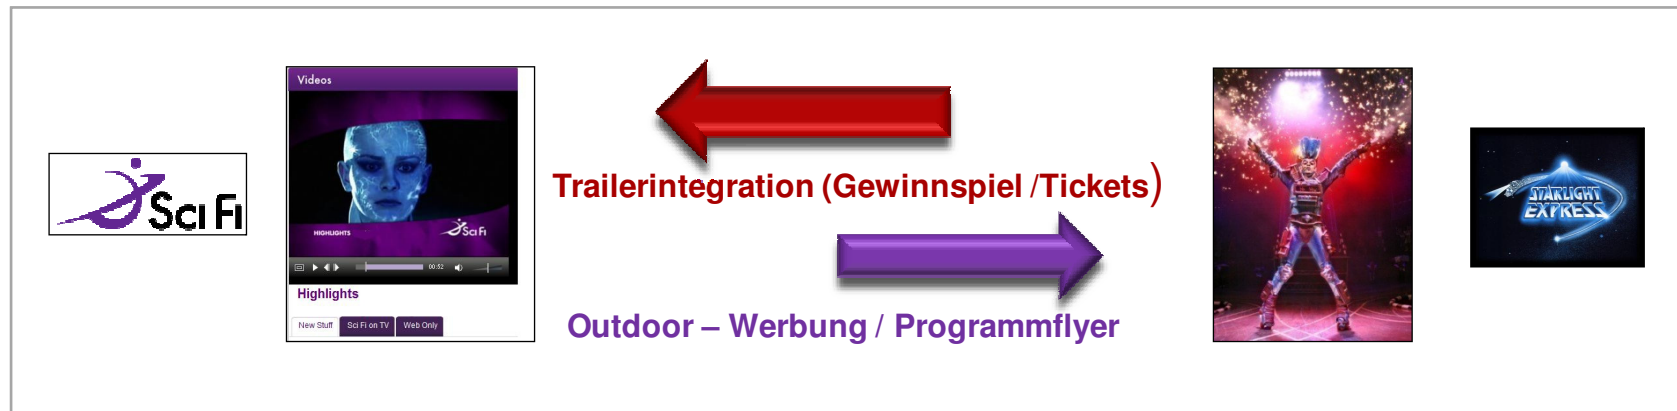 Sci Fi
Videos
HIGHLIGHTS
Sci Fi
00:52
Highlights
New Stuff
Sci Fi on TV
Web Only
Trailerintegration (Gewinnspiel /Tickets)
Outdoor – Werbung / Programmflyer
STARLIGHT
EXPRESS